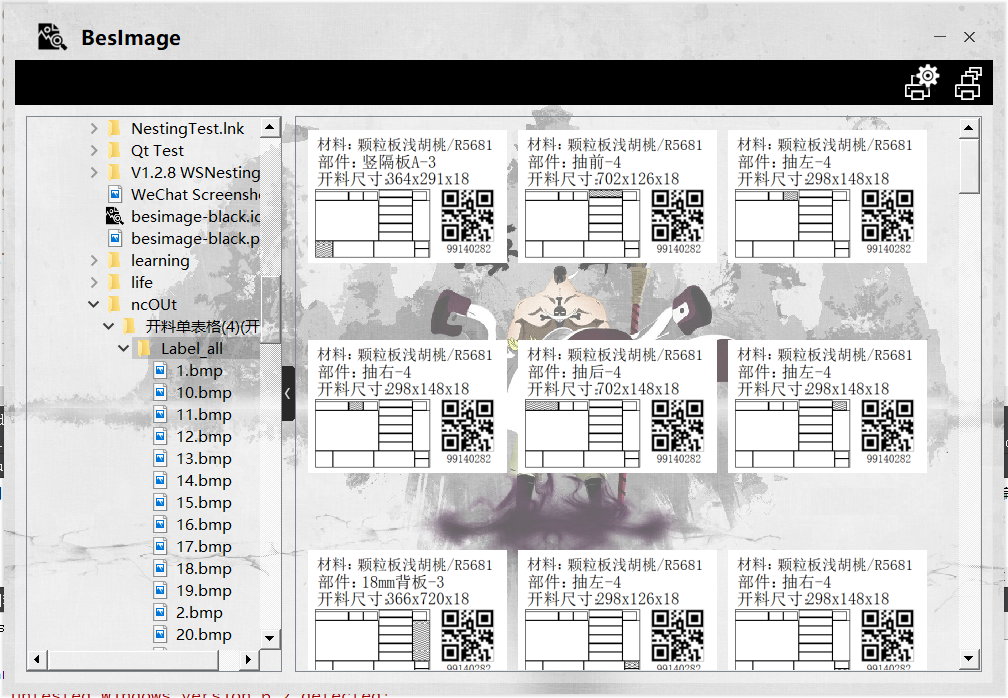 BesImage
NestingTest.lnk
Qt Test
V1.2.8 WSNesting
WeChat Screensh
besimage-black.ic
besimage-black.p
learning
life
ncOUt
开料单表格(4)(开
Label_all
1.bmp
10.bmp
11.bmp
12.bmp
13.bmp
14.bmp
15.bmp
16.bmp
17.bmp
18.bmp
19.bmp
2.bmp
20.bmp
材料: 颗粒板浅胡桃/R5681
部件: 竖隔板A-3
开料尺寸:364x291x18
99140282
材料: 颗粒板浅胡桃/R5681
部件: 抽前-4
开料尺寸:702x126x18
99140282
材料: 颗粒板浅胡桃/R5681
部件: 抽左-4
开料尺寸:298x148x18
99140282
材料: 颗粒板浅胡桃/R5681
部件: 抽右-4
开料尺寸:298x148x18
99140282
材料: 颗粒板浅胡桃/R5681
部件: 抽后-4
开料尺寸:702x148x18
99140282
材料: 颗粒板浅胡桃/R5681
部件: 抽左-4
开料尺寸:298x148x18
99140282
材料: 颗粒板浅胡桃/R5681
部件: 18mm背板-3
开料尺寸:366x720x18
99140282
材料: 颗粒板浅胡桃/R5681
部件: 抽左-4
开料尺寸:298x126x18
99140282
材料: 颗粒板浅胡桃/R5681
部件: 抽右-4
开料尺寸:298x148x18
99140282